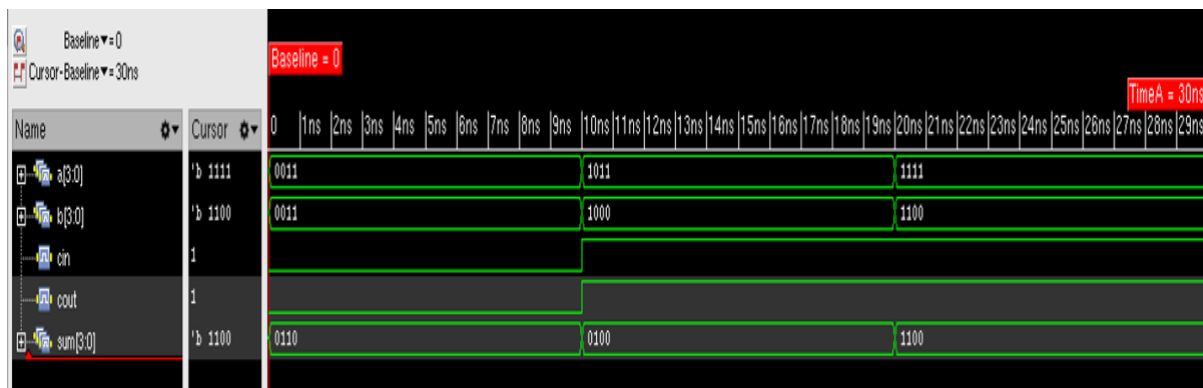 Baseline▼=0
Cursor-Baseline▼=30ns
Baseline = 0
TimeA = 30ns
Name Cursor 0 1ns 2ns 3ns 4ns 5ns 6ns 7ns 8ns 9ns 10ns 11ns 12ns 13ns 14ns 15ns 16ns 17ns 18ns 19ns 20ns 21ns 22ns 23ns 24ns 25ns 26ns 27ns 28ns 29ns
a[3:0] 'b 1111 0011 1011 1111
b[3:0] 'b 1100 0011 1000 1100
cin 1
cout 1
sum[3:0] 'b 1100 0110 0100 1100